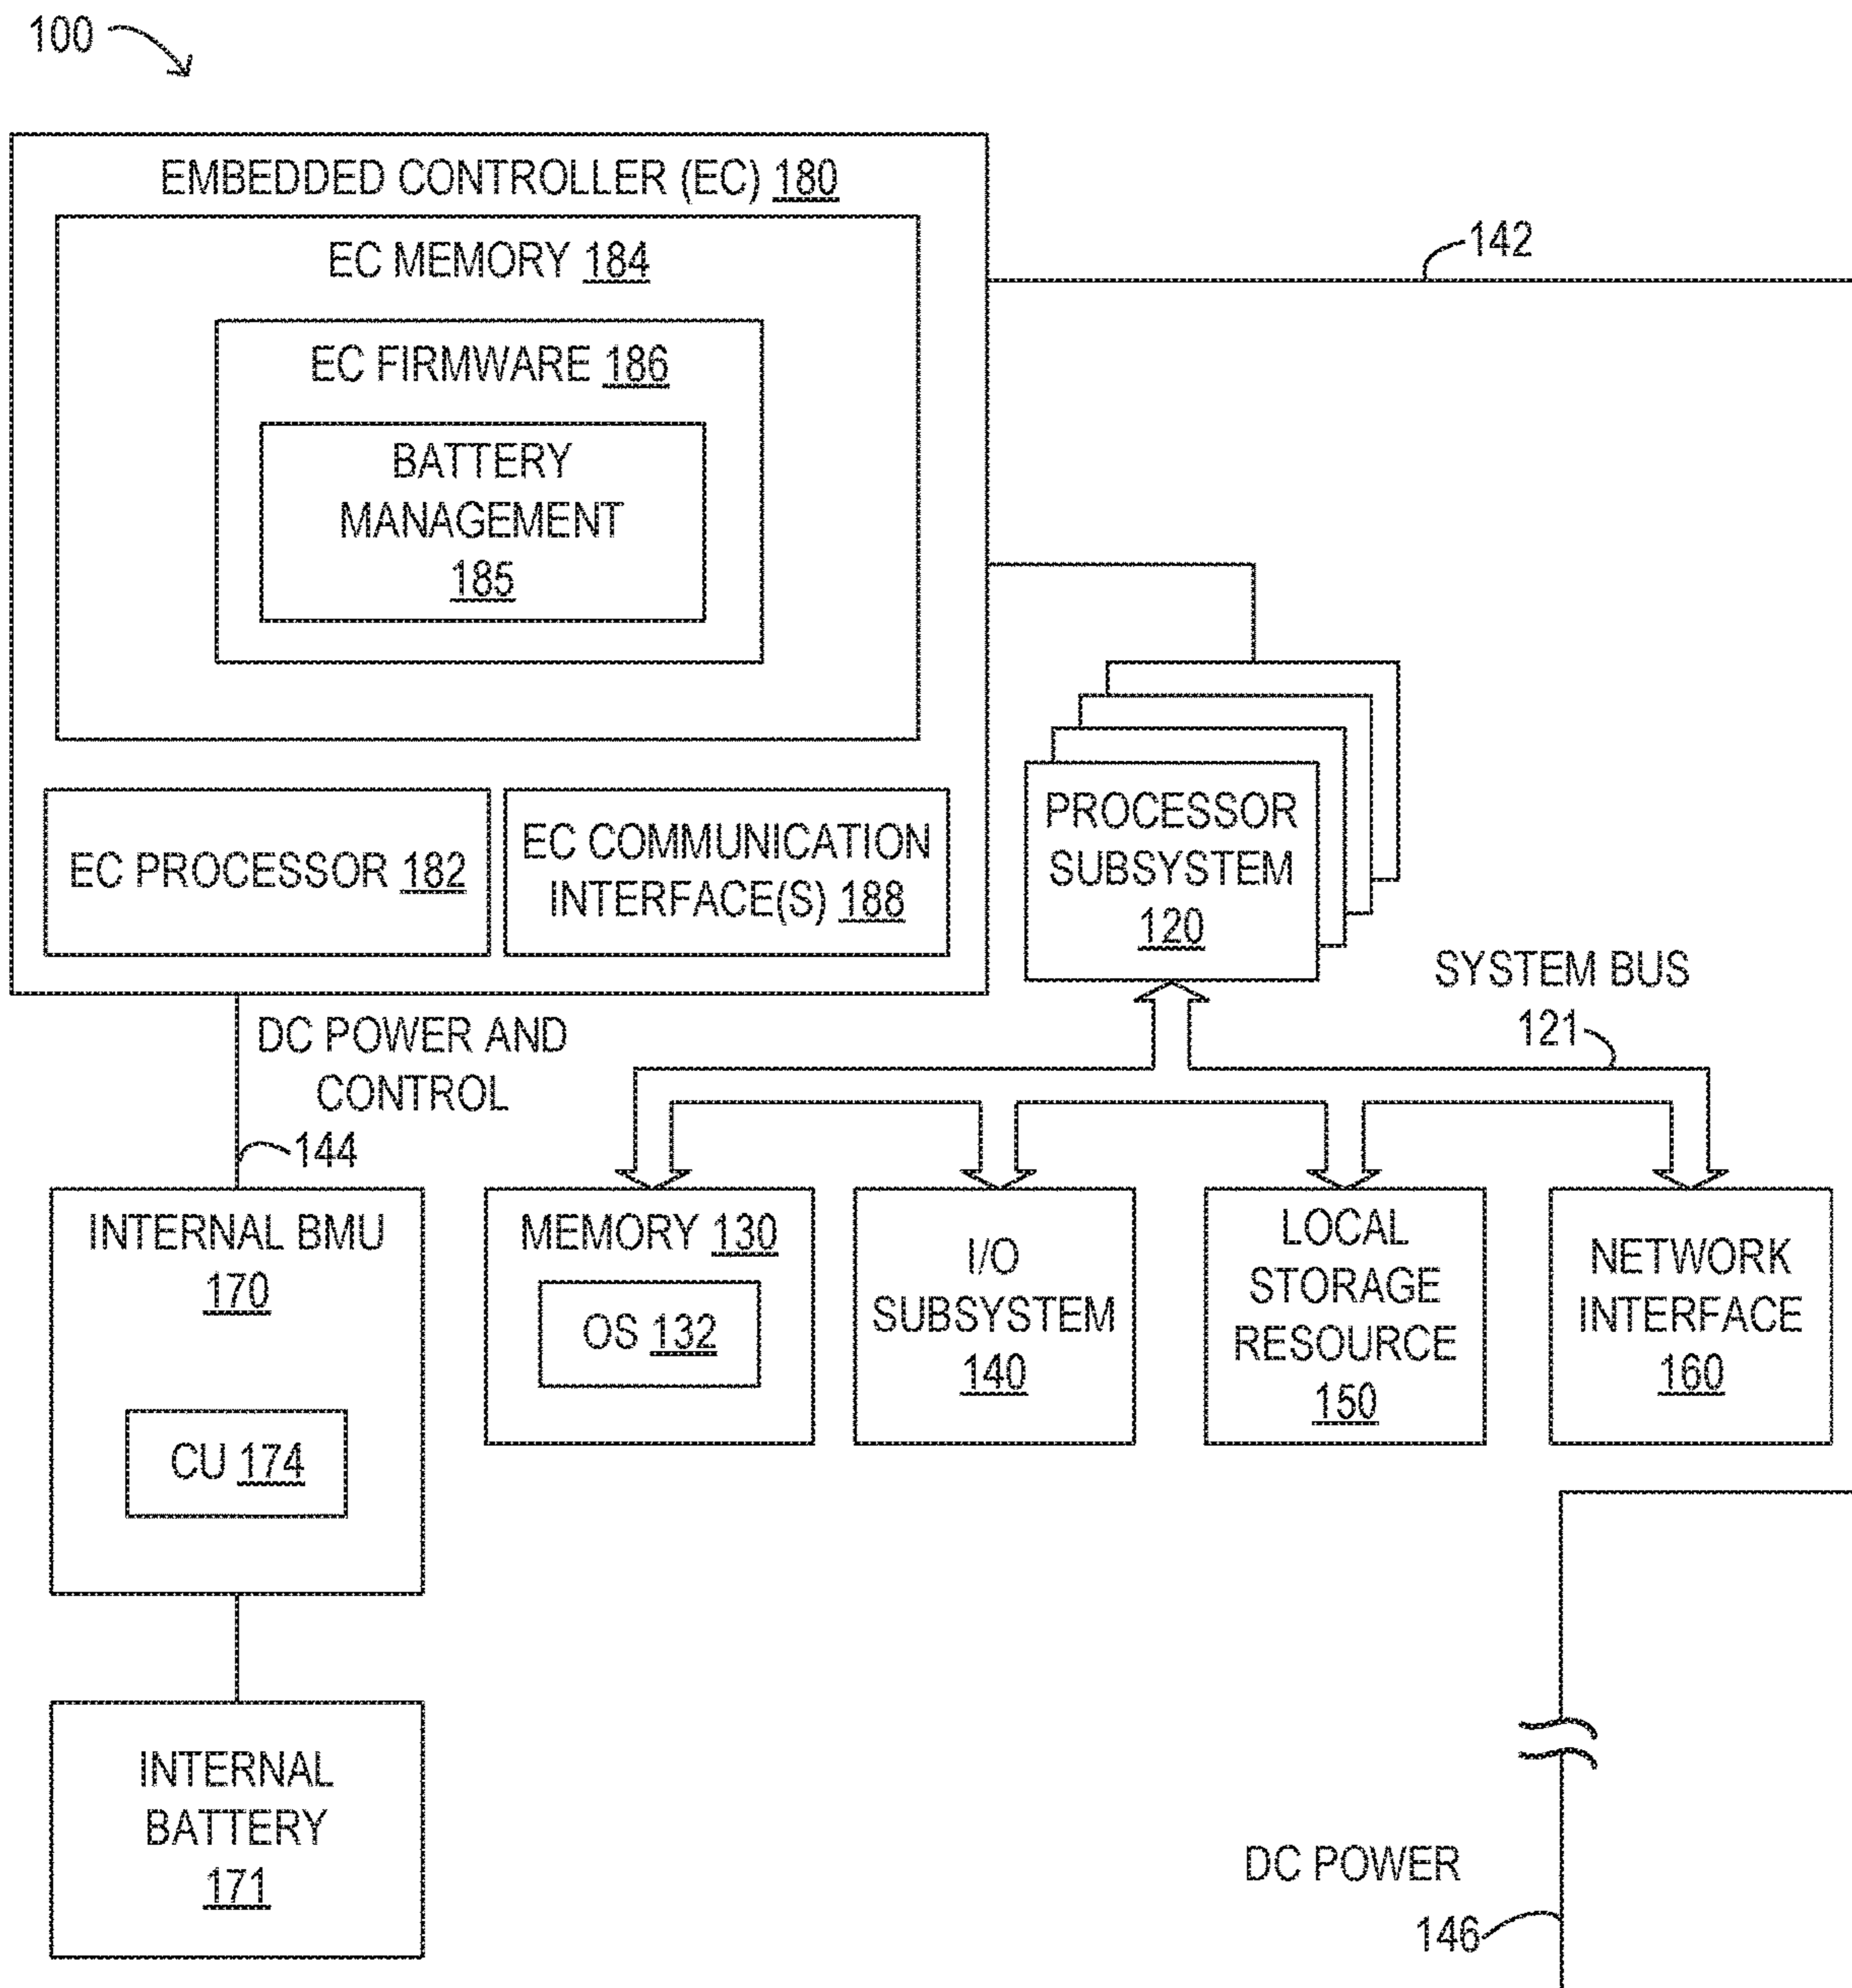 100
EMBEDDED CONTROLLER (EC) 180
EC MEMORY 184
142
EC FIRMWARE 186
BATTERY
MANAGEMENT
185
EC PROCESSOR 182
EC COMMUNICATION
INTERFACE(S) 188
PROCESSOR
SUBSYSTEM
120
SYSTEM BUS
121
DC POWER AND
CONTROL
144
INTERNAL BMU
170
CU 174
MEMORY 130
OS 132
I/O
SUBSYSTEM
140
LOCAL
STORAGE
RESOURCE
150
NETWORK
INTERFACE
160
INTERNAL
BATTERY
171
DC POWER
146